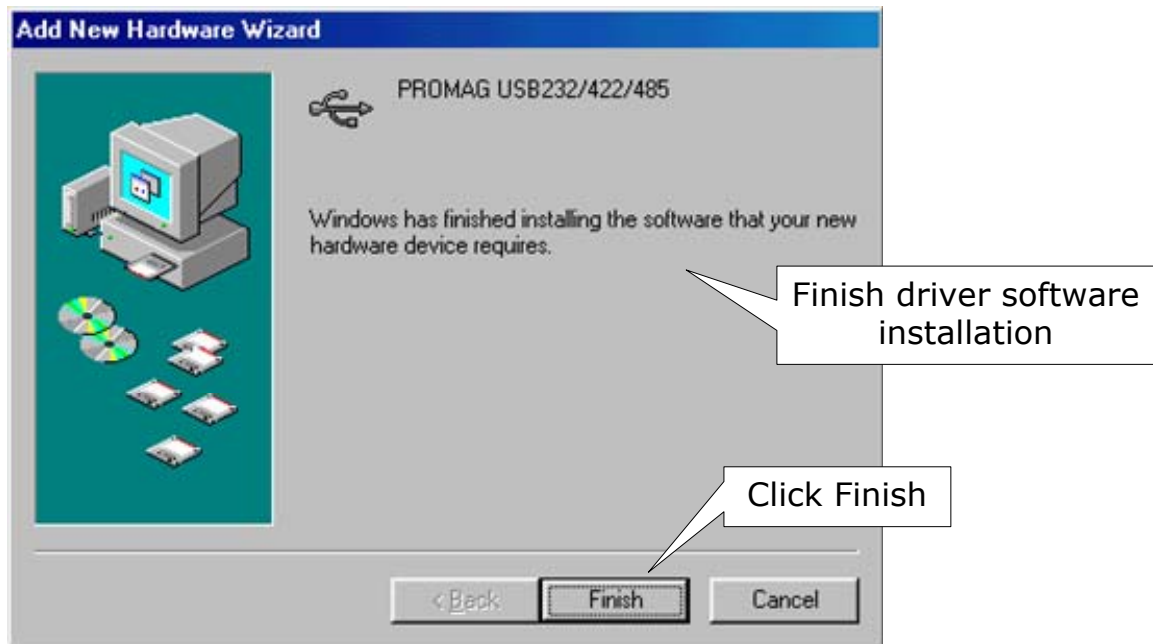 Add New Hardware Wizard
PROMAG USB232/422/485
Windows has finished installing the software that your new
hardware device requires.
Finish driver software
installation
Click Finish
< Back
Finish
Cancel